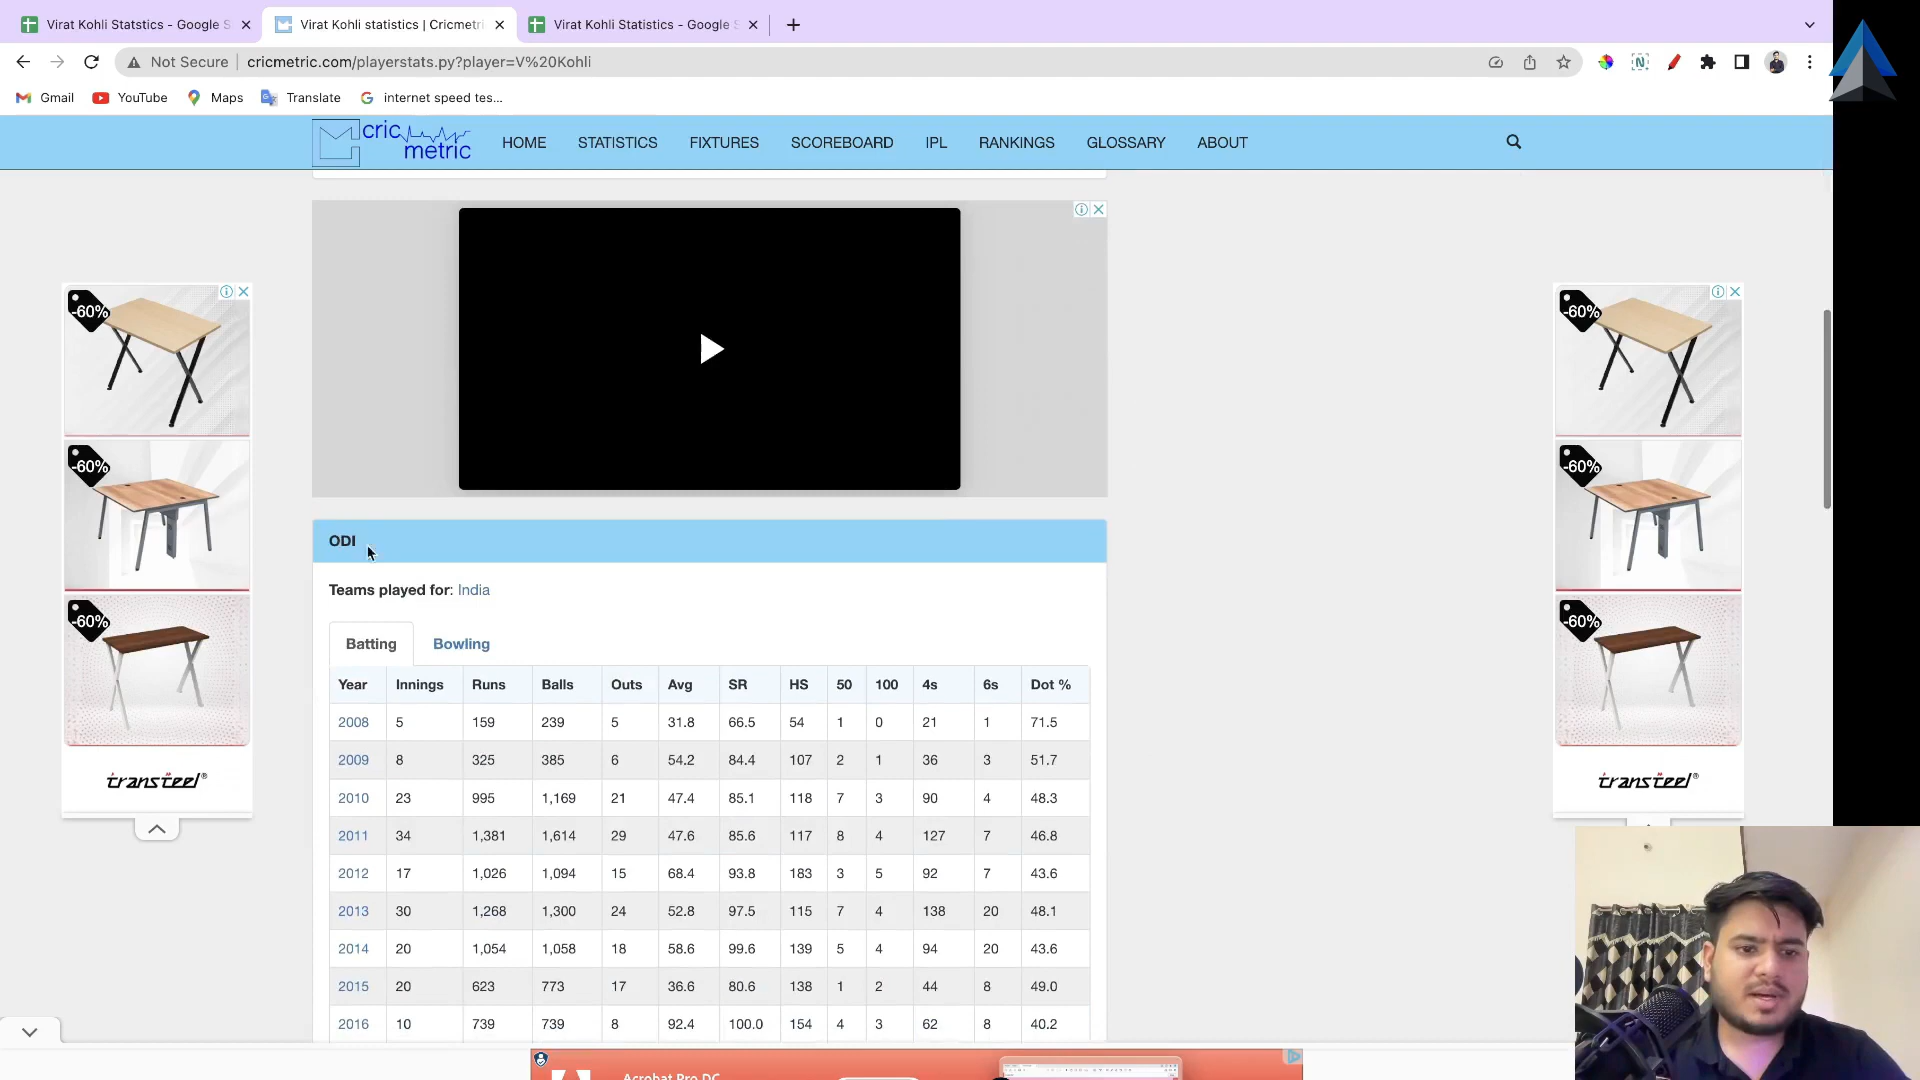 Virat Kohli Statstics - Google S
Virat Kohli statistics | Cricmetri
Virat Kohli Statistics - Google S
Not Secure
cricmetric.com/playerstats.py?player=V%20Kohli
Gmail
YouTube
Maps
Translate
internet speed tes...
cric metric
HOME
STATISTICS
FIXTURES
SCOREBOARD
IPL
RANKINGS
GLOSSARY
ABOUT
-60%
-60%
-60%
transteel®
-60%
-60%
-60%
transteel®
ODI
Teams played for: India
Batting Bowling
Year Innings Runs Balls Outs Avg SR HS 50 100 4s 6s Dot %
2008 5 159 239 5 31.8 66.5 54 1 0 21 1 71.5
2009 8 325 385 6 54.2 84.4 107 2 1 36 3 51.7
2010 23 995 1,169 21 47.4 85.1 118 7 3 90 4 48.3
2011 34 1,381 1,614 29 47.6 85.6 117 8 4 127 7 46.8
2012 17 1,026 1,094 15 68.4 93.8 183 3 5 92 7 43.6
2013 30 1,268 1,300 24 52.8 97.5 115 7 4 138 20 48.1
2014 20 1,054 1,058 18 58.6 99.6 139 5 4 94 20 43.6
2015 20 623 773 17 36.6 80.6 138 1 2 44 8 49.0
2016 10 739 739 8 92.4 100.0 154 4 3 62 8 40.2
Acrobat Pro DC